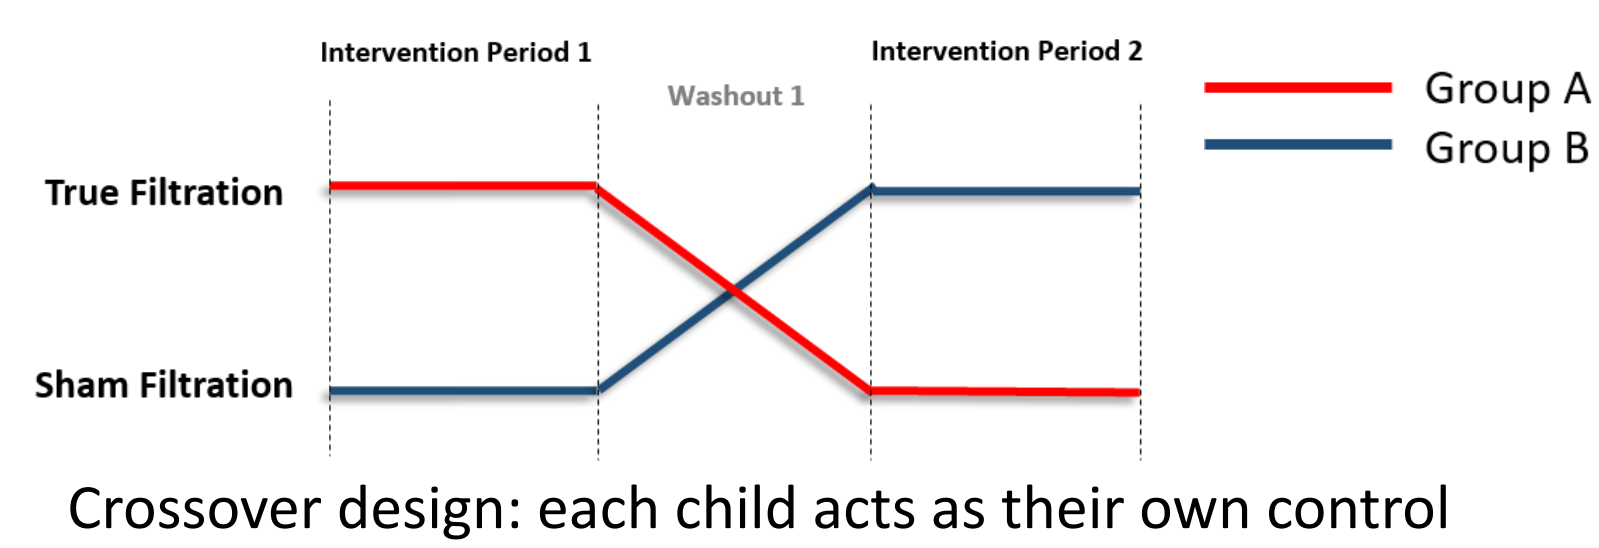 Intervention Period 1
Intervention Period 2
Washout 1
Group A
Group B
True Filtration
Sham Filtration
Crossover design: each child acts as their own control